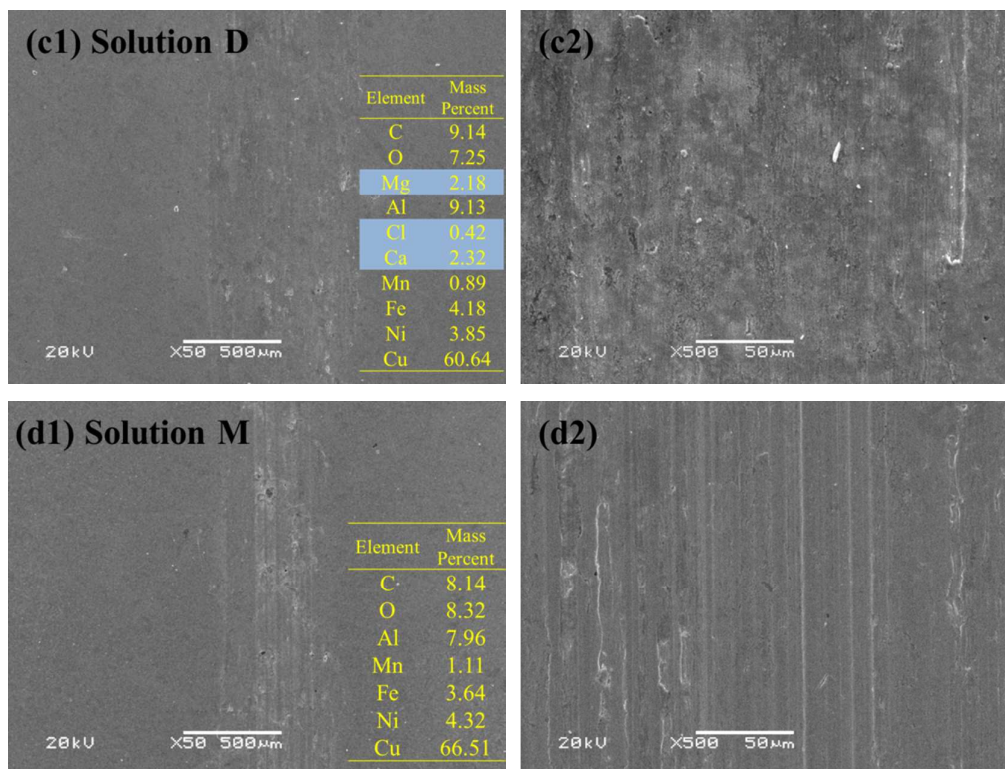 (c1) Solution D
Element Mass Percent
C 9.14
O 7.25
Mg 2.18
Al 9.13
Cl 0.42
Ca 2.32
Mn 0.89
Fe 4.18
Ni 3.85
Cu 60.64
20kV X50 500μm
(c2)
20kV X500 50μm
(d1) Solution M
Element Mass Percent
C 8.14
O 8.32
Al 7.96
Mn 1.11
Fe 3.64
Ni 4.32
Cu 66.51
20kV X50 500μm
(d2)
20kV X500 50μm